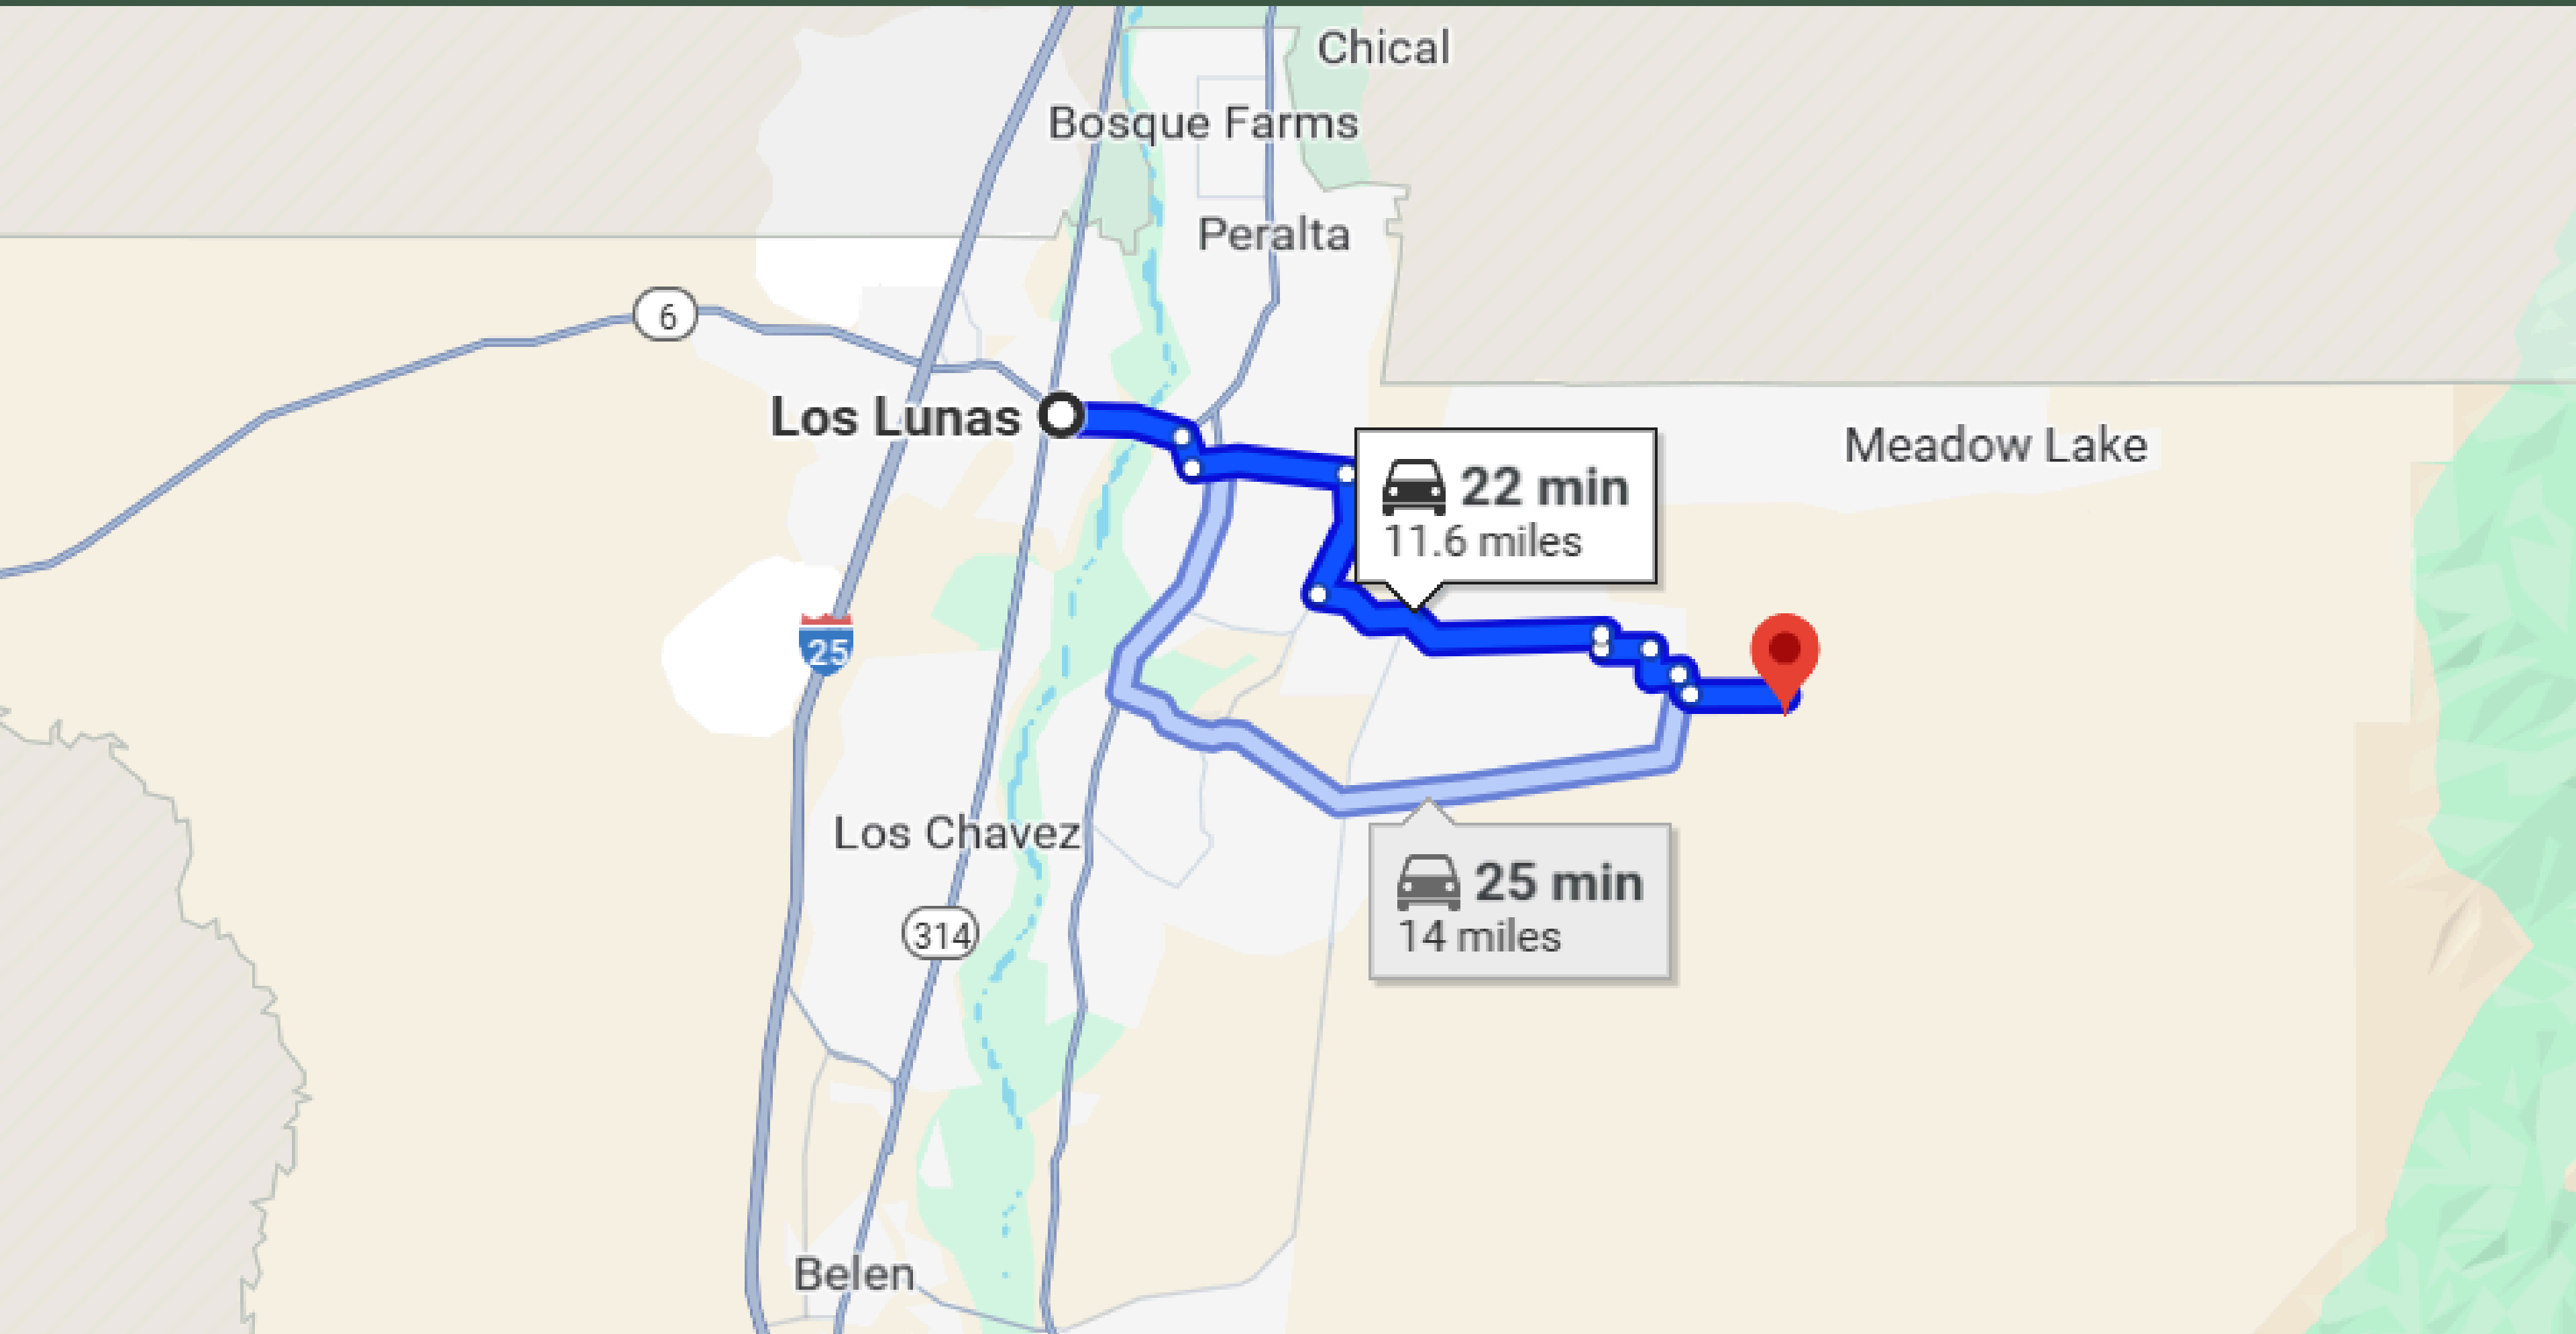 Chical
Bosque Farms
Peralta
6
Los Lunas
Meadow Lake
22 min
11.6 miles
25
Los Chavez
25 min
14 miles
314
Belen